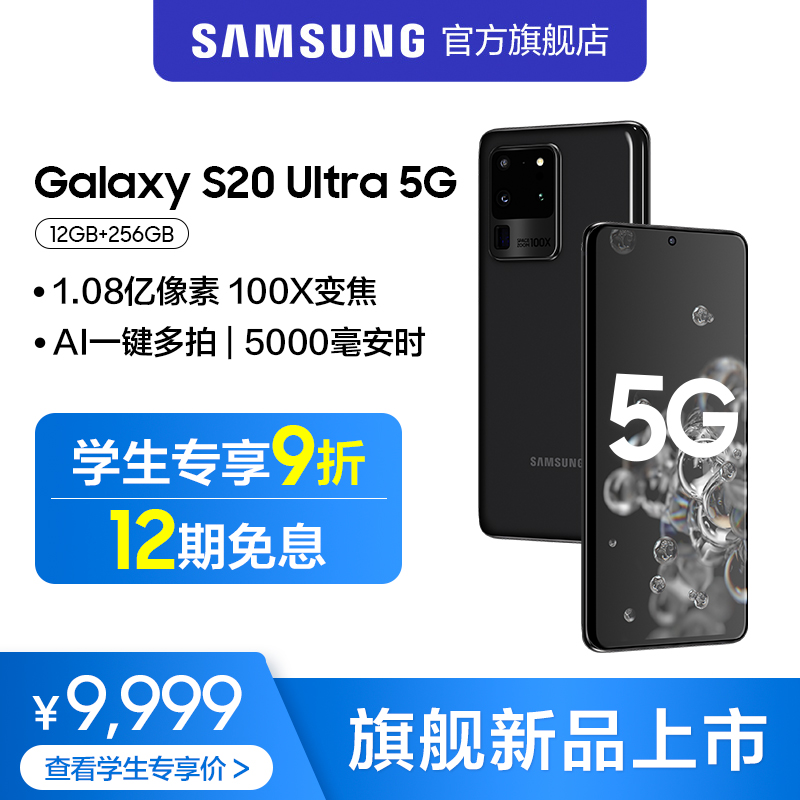 SAMSUNG 官方旗舰店
Galaxy S20 Ultra 5G
12GB+256GB
• 1.08亿像素 100X变焦
• AI一键多拍 | 5000毫安时
SPACE ZOOM 100X
SAMSUNG
5G
学生专享9折
12期免息
¥9,999
查看学生专享价 >
旗舰新品上市